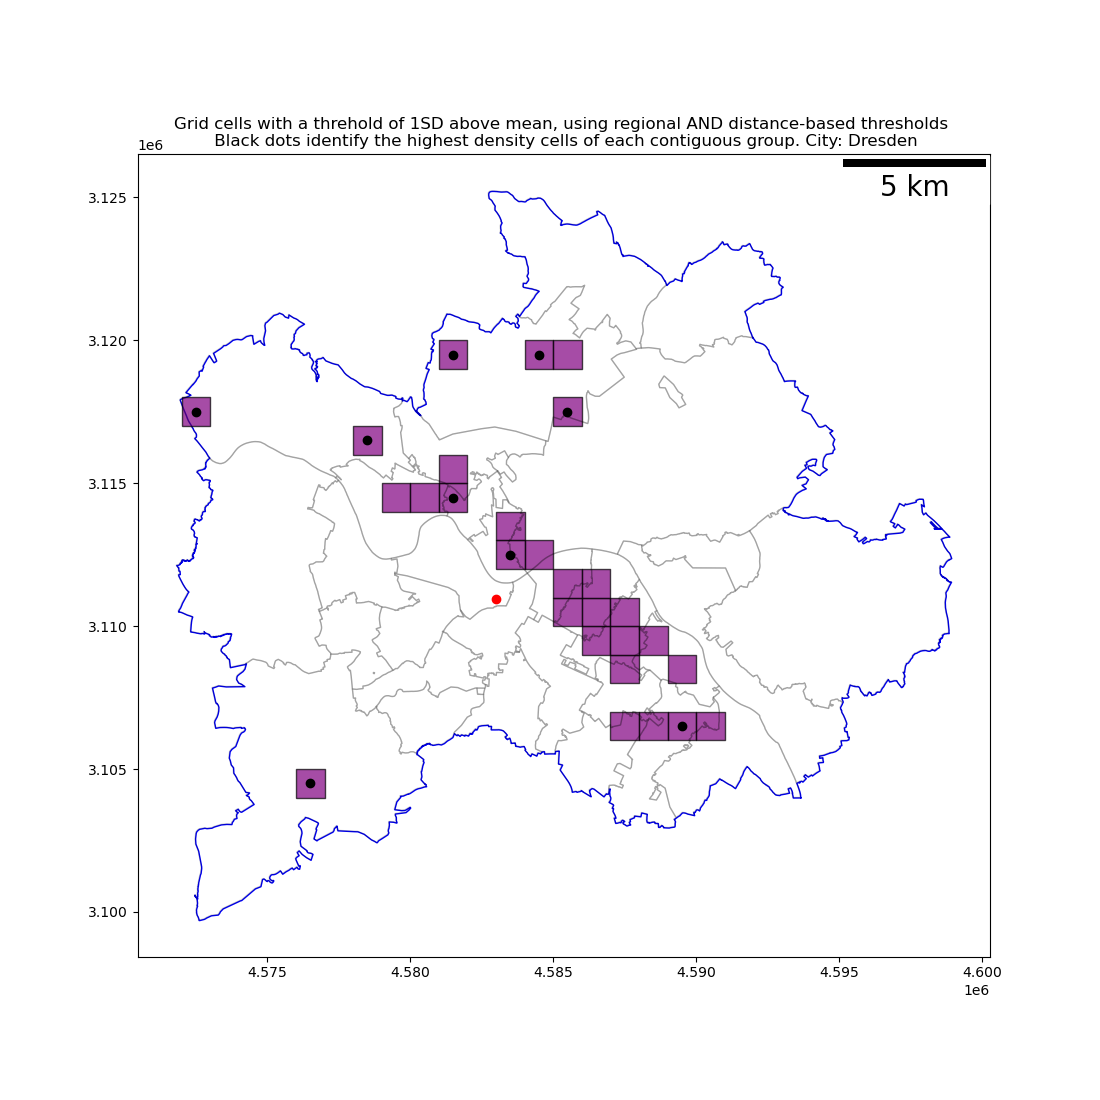 Grid cells with a threhold of 1SD above mean, using regional AND distance-based thresholds
Black dots identify the highest density cells of each contiguous group. City: Dresden
1e6
5 km
3.125
3.120
3.115
3.110
3.105
3.100
4.575 4.580 4.585 4.590 4.595 4.600
1e6